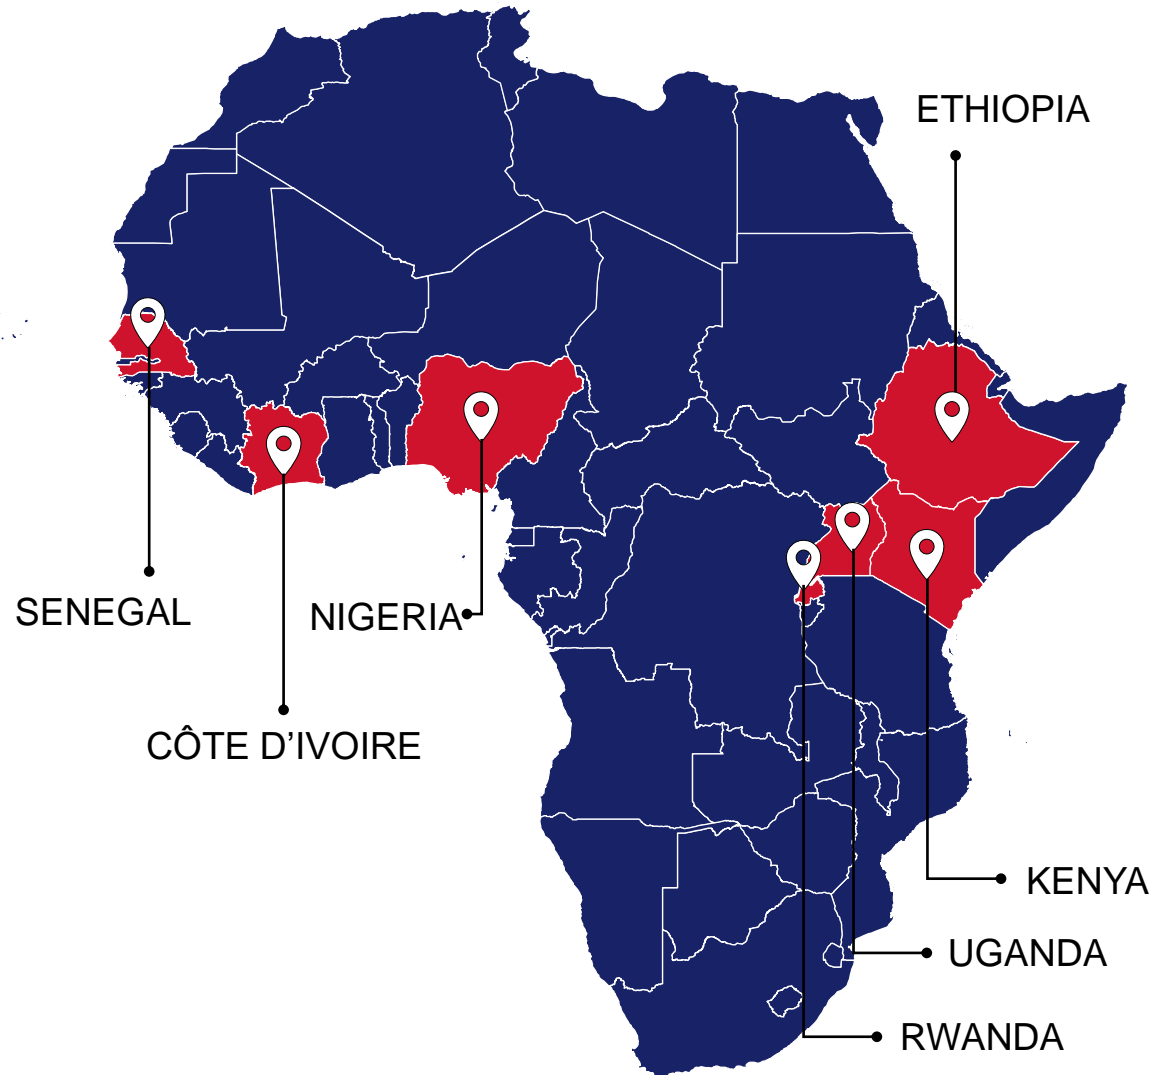 ETHIOPIA
SENEGAL
NIGERIA
CÔTE D’IVOIRE
KENYA
UGANDA
RWANDA